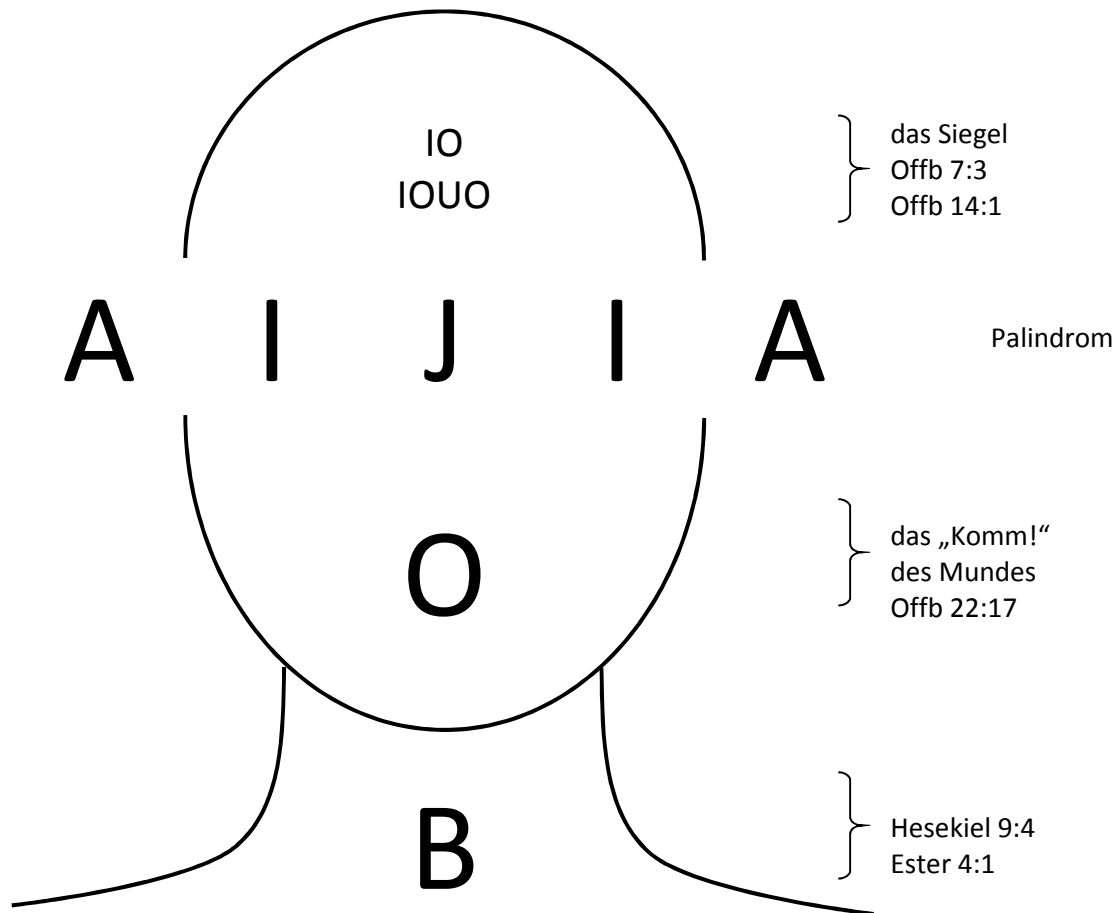 IO
IOUO
das Siegel
Offb 7:3
Offb 14:1
A I J I A
Palindrom
O
das „Komm!“
des Mundes
Offb 22:17
B
Hesekiel 9:4
Ester 4:1